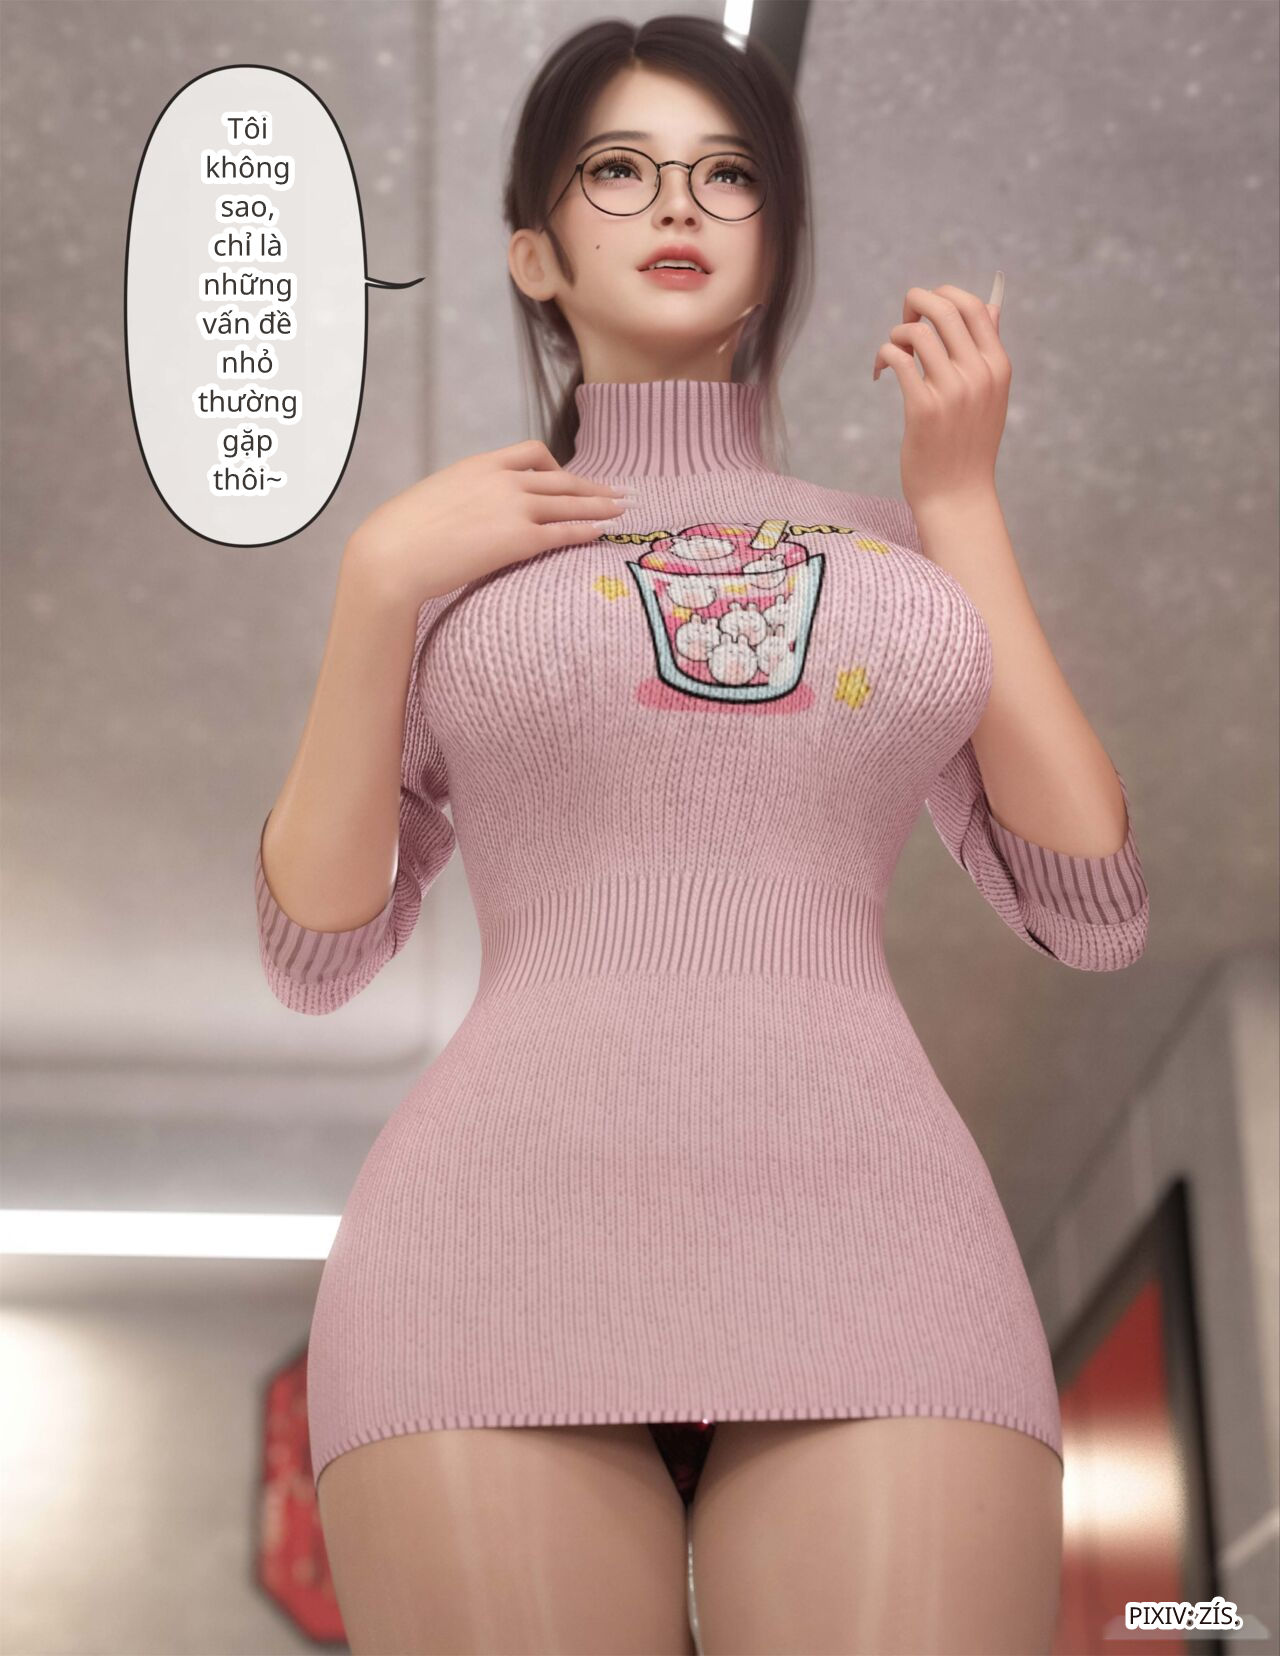 Tôi
không
sao,
chỉ là
những
vấn đề
nhỏ
thường
gặp
thôi~
PIXIV:ZÍS,